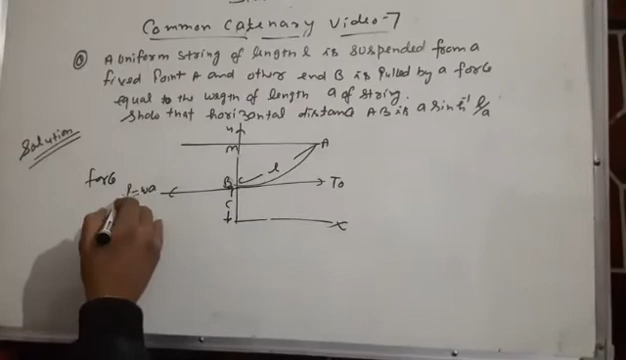 Common Catenary Video-7
Q A Uniform string of length l is suspended from a
fixed Point A and other end B is pulled by a force
equal to the wegth of length a of string.
Show that horizontal distance AB is a sinh⁻¹ l/a
Solution
M
A
l
force
B
T₀
C
X